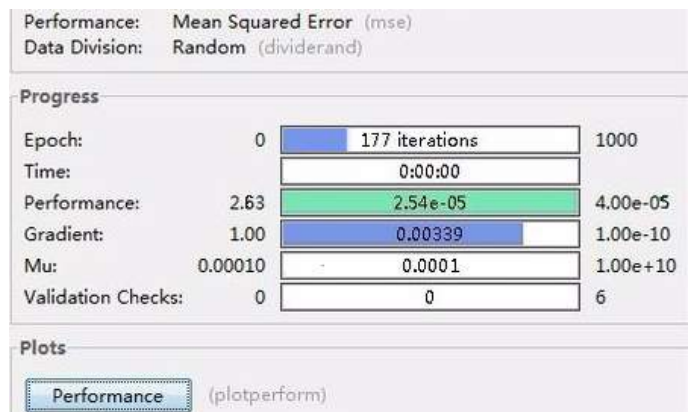 Performance: Mean Squared Error (mse)
Data Division: Random (dividerand)
Progress
Epoch: 0 177 iterations 1000
Time: 0:00:00
Performance: 2.63 2.54e-05 4.00e-05
Gradient: 1.00 0.00339 1.00e-10
Mu: 0.00010 0.0001 1.00e+10
Validation Checks: 0 0 6
Plots
Performance (plotperform)